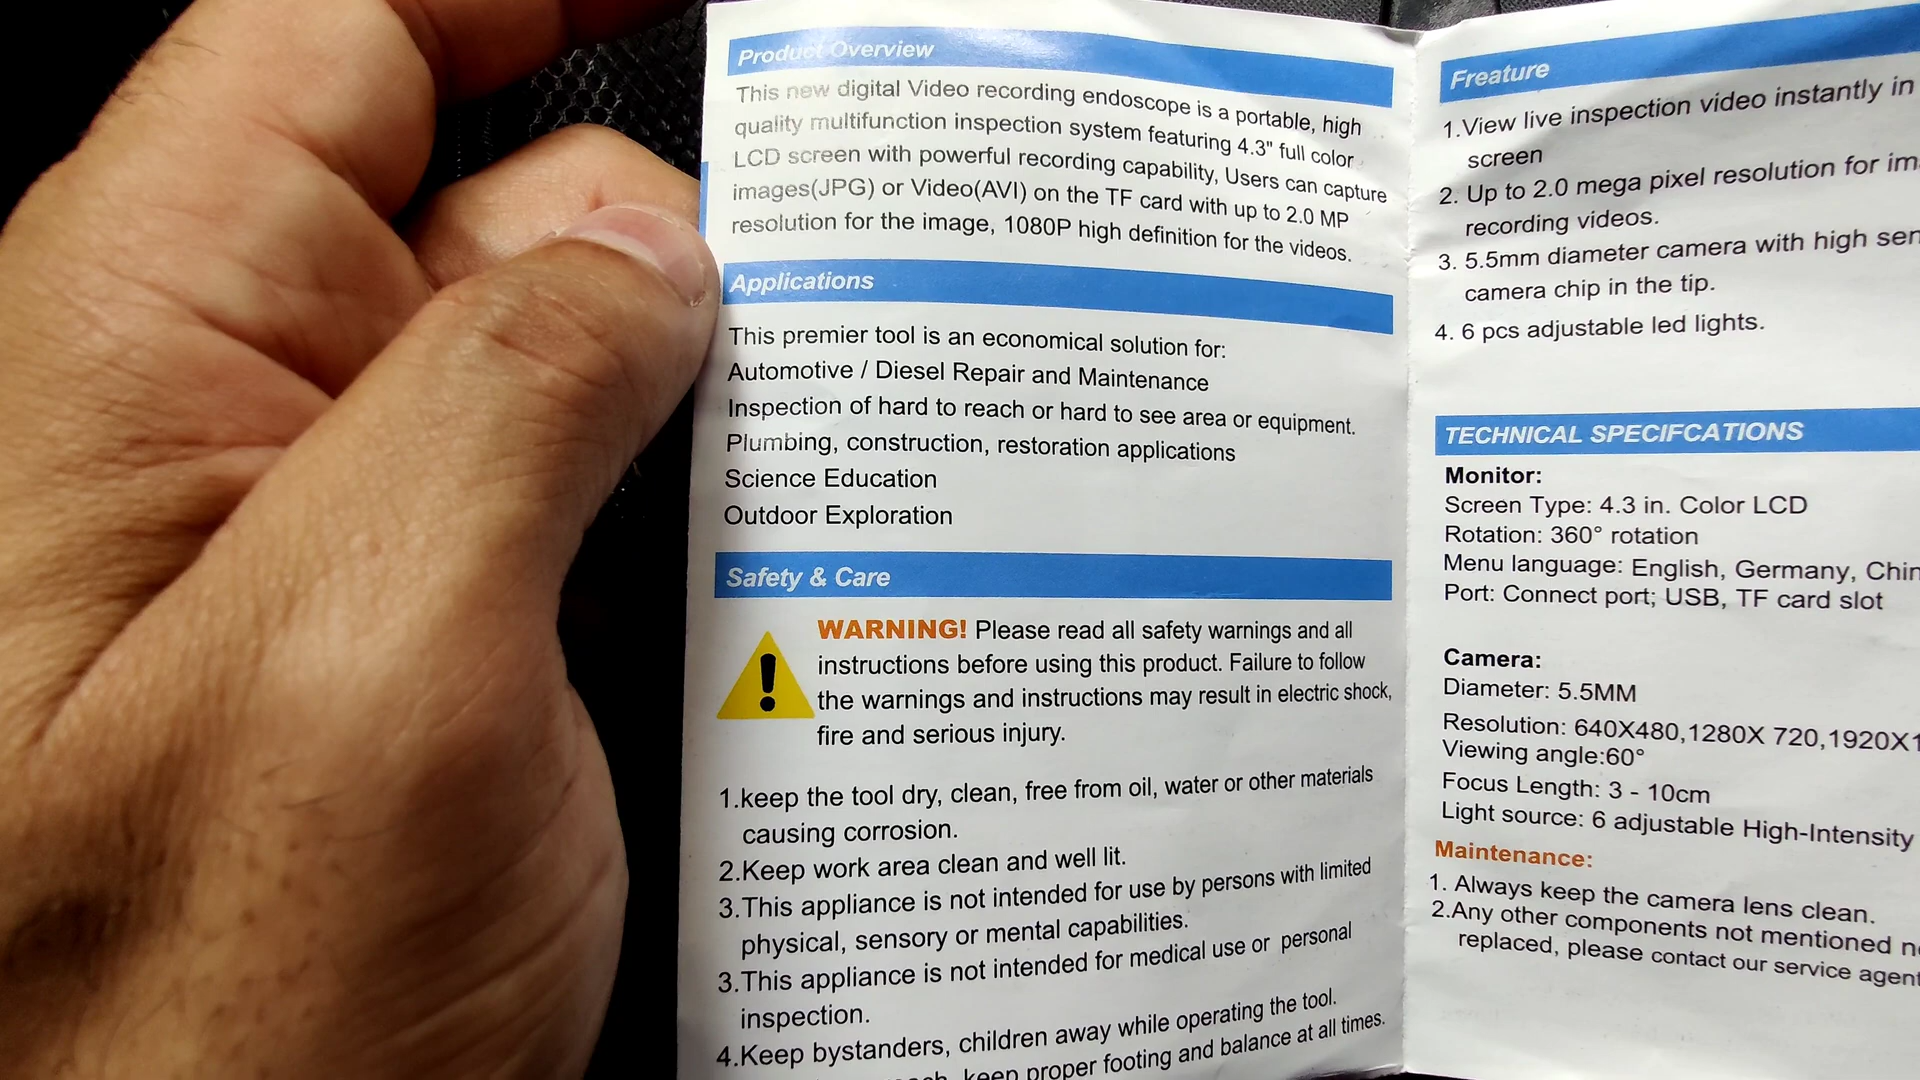 Product Overview
This new digital Video recording endoscope is a portable, high
quality multifunction inspection system featuring 4.3" full color
LCD screen with powerful recording capability, Users can capture
images(JPG) or Video(AVI) on the TF card with up to 2.0 MP
resolution for the image, 1080P high definition for the videos.
Applications
This premier tool is an economical solution for:
Automotive / Diesel Repair and Maintenance
Inspection of hard to reach or hard to see area or equipment.
Plumbing, construction, restoration applications
Science Education
Outdoor Exploration
Safety & Care
WARNING! Please read all safety warnings and all
instructions before using this product. Failure to follow
the warnings and instructions may result in electric shock,
fire and serious injury.
1.keep the tool dry, clean, free from oil, water or other materials
causing corrosion.
2.Keep work area clean and well lit.
3.This appliance is not intended for use by persons with limited
physical, sensory or mental capabilities.
3.This appliance is not intended for medical use or personal
inspection.
4.Keep bystanders, children away while operating the tool.
keep proper footing and balance at all times.
Freature
1.View live inspection video instantly in
screen
2. Up to 2.0 mega pixel resolution for
recording videos.
3. 5.5mm diameter camera with high
camera chip in the tip.
4. 6 pcs adjustable led lights.
TECHNICAL SPECIFCATIONS
Monitor:
Screen Type: 4.3 in. Color LCD
Rotation: 360° rotation
Menu language: English, Germany,
Port: Connect port; USB, TF card slot
Camera:
Diameter: 5.5MM
Resolution: 640X480,1280X 720,1920X1
Viewing angle:60°
Focus Length: 3 - 10cm
Light source: 6 adjustable High-Intensity
Maintenance:
1. Always keep the camera lens clean.
2.Any other components not mentioned
replaced, please contact our service agent